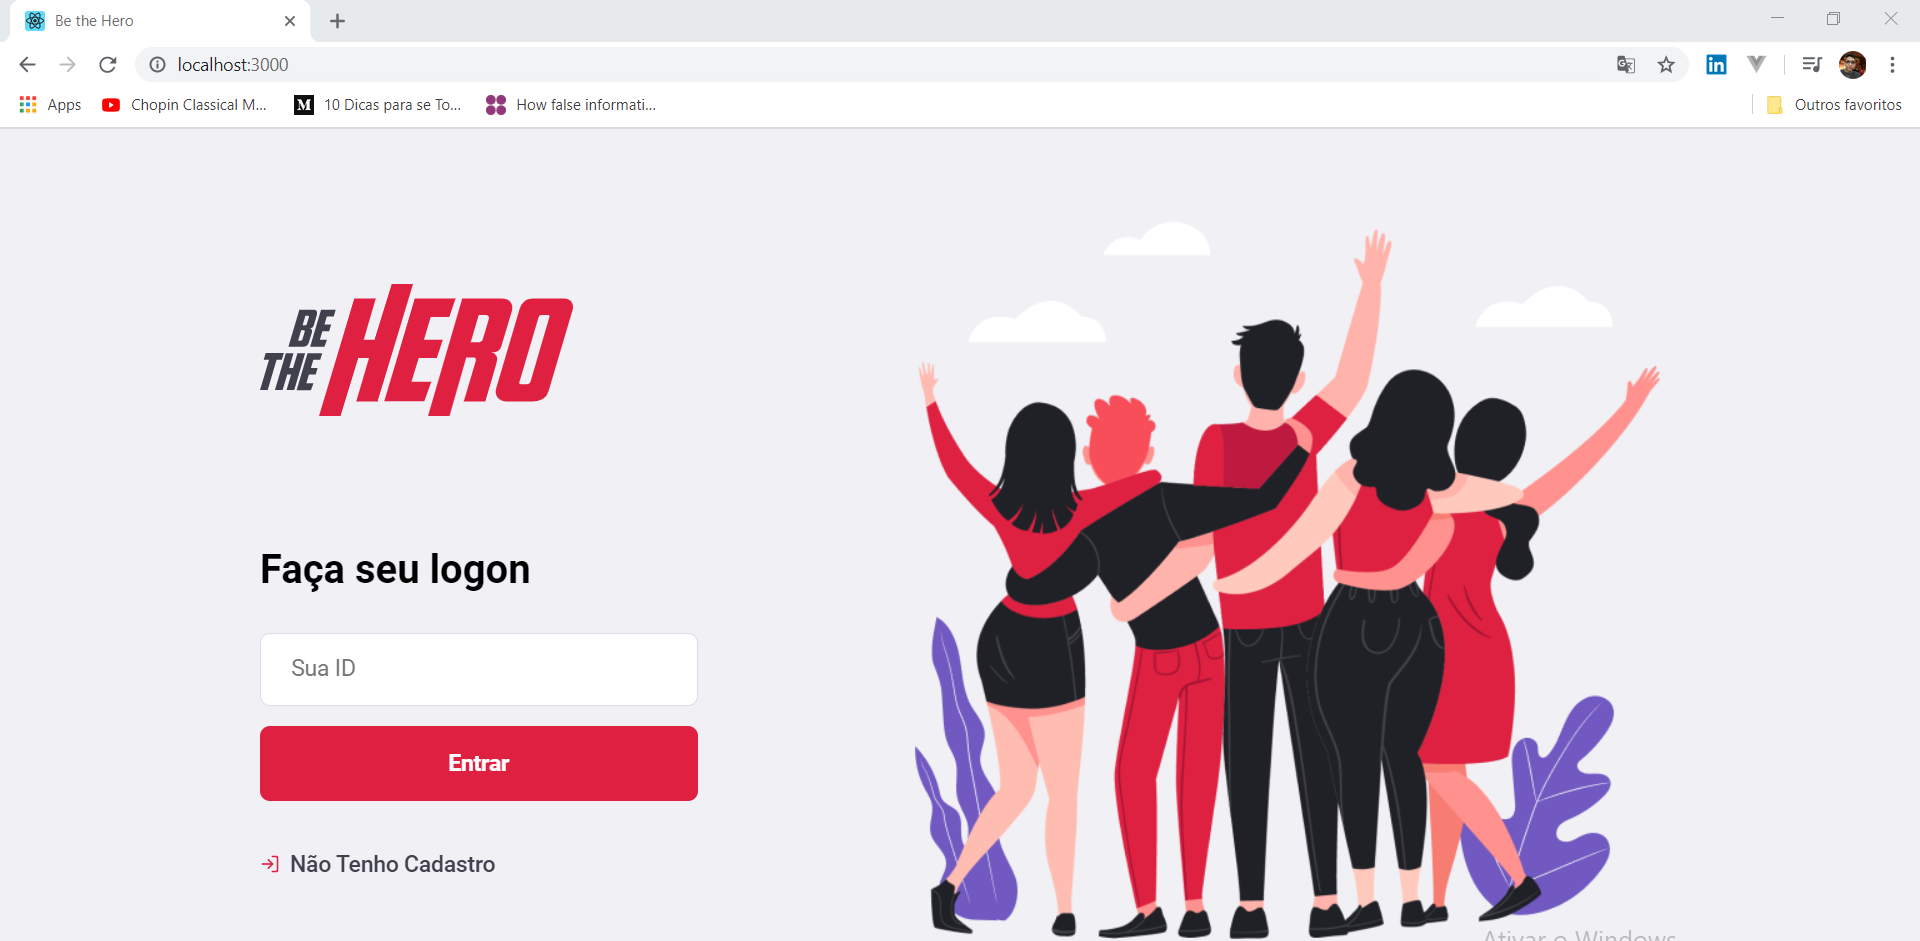 Be the Hero
localhost:3000
Apps
Chopin Classical M...
10 Dicas para se To...
How false informati...
Outros favoritos
BE
THE
HERO
Faça seu logon
Sua ID
Entrar
Não Tenho Cadastro
Ativar o Windows